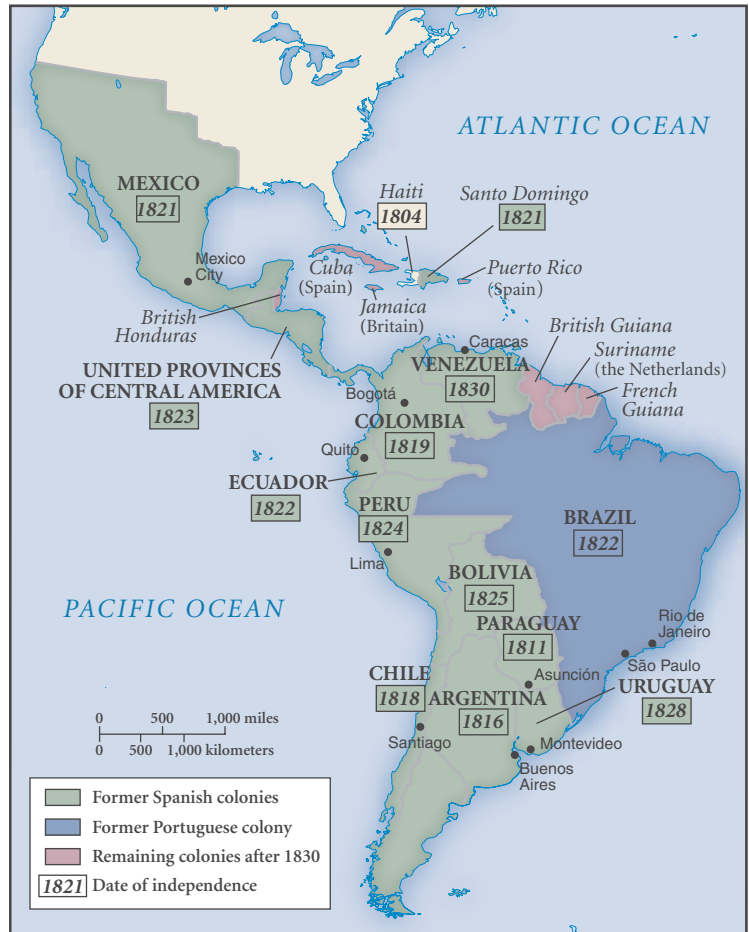 ATLANTIC OCEAN
MEXICO
1821
Haiti
1804
Santo Domingo
1821
Mexico
City
Cuba
(Spain)
Puerto Rico
(Spain)
Jamaica
(Britain)
British
Honduras
British Guiana
Suriname
(the Netherlands)
French
Guiana
Caracas
VENEZUELA
1830
UNITED PROVINCES
OF CENTRAL AMERICA
1823
Bogotá
COLOMBIA
1819
Quito
ECUADOR
1822
PERU
1824
BRAZIL
1822
Lima
BOLIVIA
1825
PACIFIC OCEAN
PARAGUAY
1811
Rio de
Janeiro
São Paulo
Asunción
CHILE
1818
ARGENTINA
1816
URUGUAY
1828
Santiago
Montevideo
Buenos
Aires
0 500 1,000 miles
0 500 1,000 kilometers
Former Spanish colonies
Former Portuguese colony
Remaining colonies after 1830
1821 Date of independence